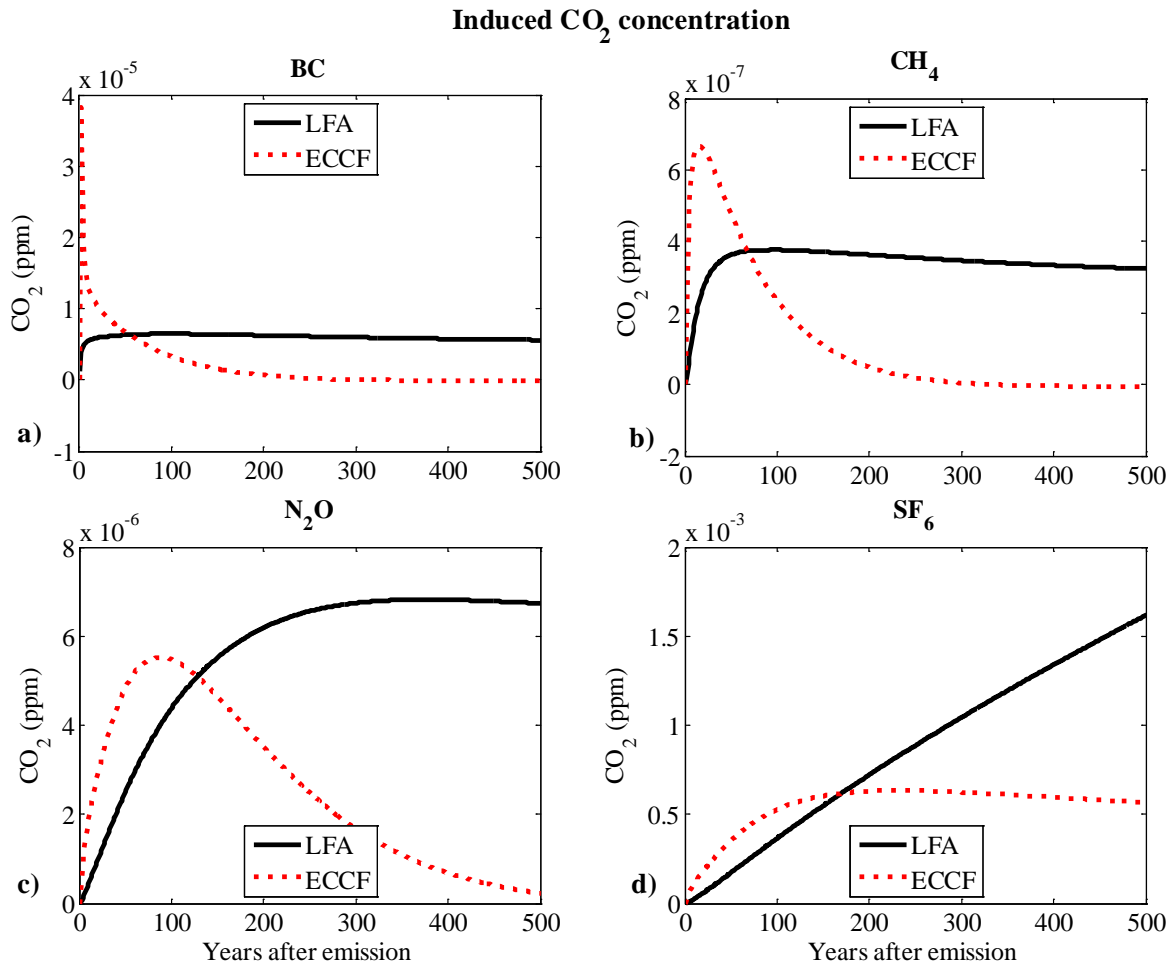 Induced CO₂ concentration
BC
x 10⁻⁵
4
3
2
1
0
-1
CO₂ (ppm)
LFA
ECCF
a)
0 100 200 300 400 500
CH₄
x 10⁻⁷
8
6
4
2
0
-2
CO₂ (ppm)
LFA
ECCF
b)
0 100 200 300 400 500
N₂O
x 10⁻⁶
8
6
4
2
0
CO₂ (ppm)
LFA
ECCF
c)
0 100 200 300 400 500
Years after emission
SF₆
x 10⁻³
2
1.5
1
0.5
0
CO₂ (ppm)
LFA
ECCF
d)
0 100 200 300 400 500
Years after emission